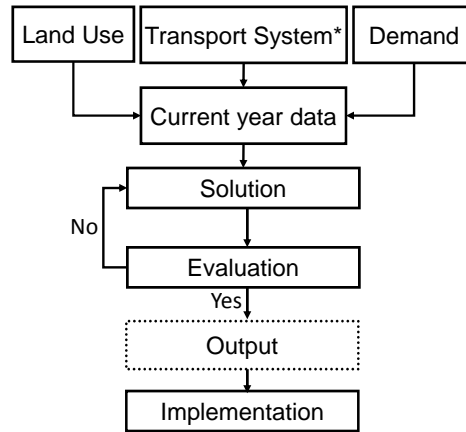 Land Use
Transport System*
Demand
Current year data
Solution
No
Evaluation
Yes
Output
Implementation